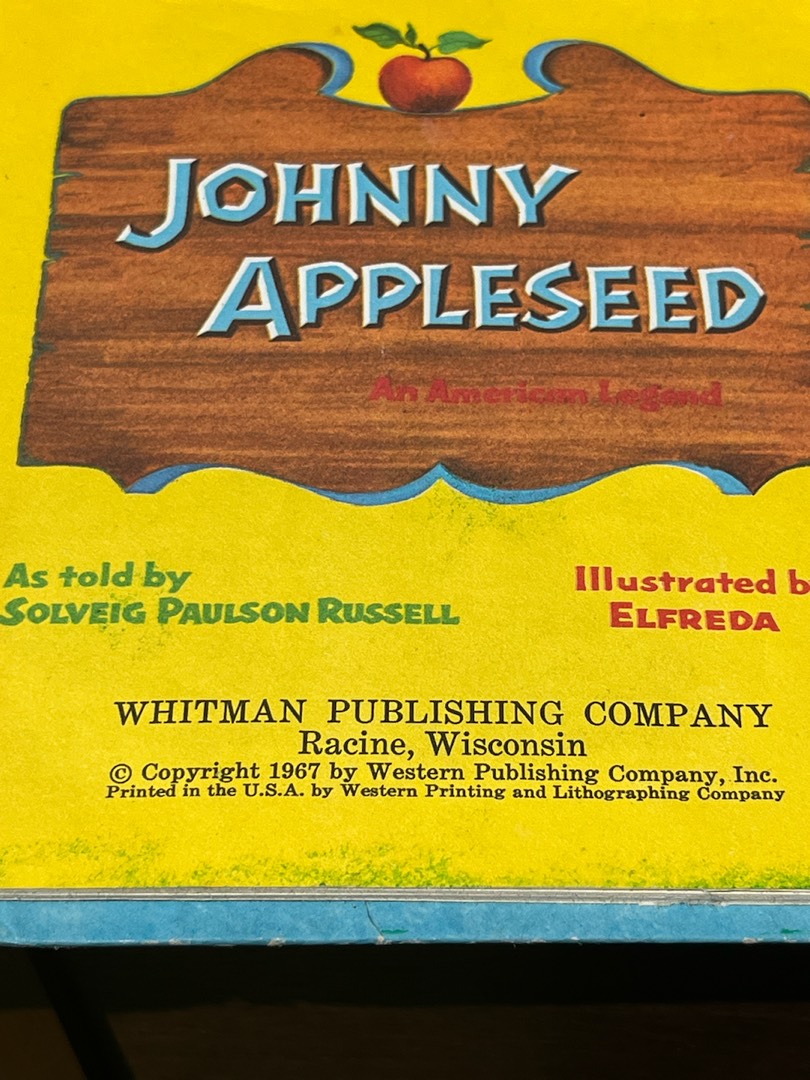 JOHNNY
APPLESEED
An American Legend
As told by
SOLVEIG PAULSON RUSSELL
Illustrated b
ELFREDA
WHITMAN PUBLISHING COMPANY
Racine, Wisconsin
© Copyright 1967 by Western Publishing Company, Inc.
Printed in the U.S.A. by Western Printing and Lithographing Company